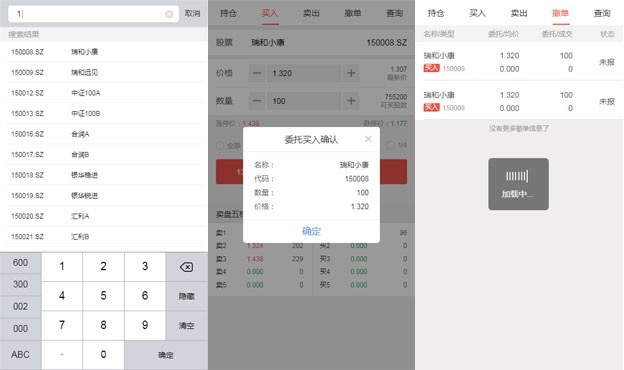 1 取消
搜索结果
150008.SZ 瑞和小康
150009.SZ 瑞和远见
150012.SZ 中证100A
150013.SZ 中证100B
150016.SZ 合润A
150017.SZ 合润B
150018.SZ 银华稳进
150019.SZ 银华锐进
150020.SZ 汇利A
150021.SZ 汇利B
600 1 2 3
300 4 5 6 隐藏
002 7 8 9 清空
000
ABC · 0 确定
持仓 买入 卖出 撤单 查询
股票 瑞和小康 150008.SZ
价格 − 1.320 + 1.307
最新价
数量 − 100 + 755200
可买股数
涨停价：1.439 跌停价：1.177
全部 1/4
委托买入确认 ×
名称： 瑞和小康
代码： 150008
数量： 100
价格： 1.320
确定
卖盘五档
卖1 96
卖2 1.324 202 买2 0.000 0
卖3 1.438 229 买3 0.000 0
卖4 0.000 0 买4 0.000 0
卖5 0.000 0 买5 0.000 0
持仓 买入 卖出 撤单 查询
名称/类型 委托/均价 委托/成交 状态
瑞和小康 1.320 100 未报
买入 150008 0.000 0
瑞和小康 1.320 100 未报
买入 150008 0.000 0
没有更多撤单信息了
加载中...